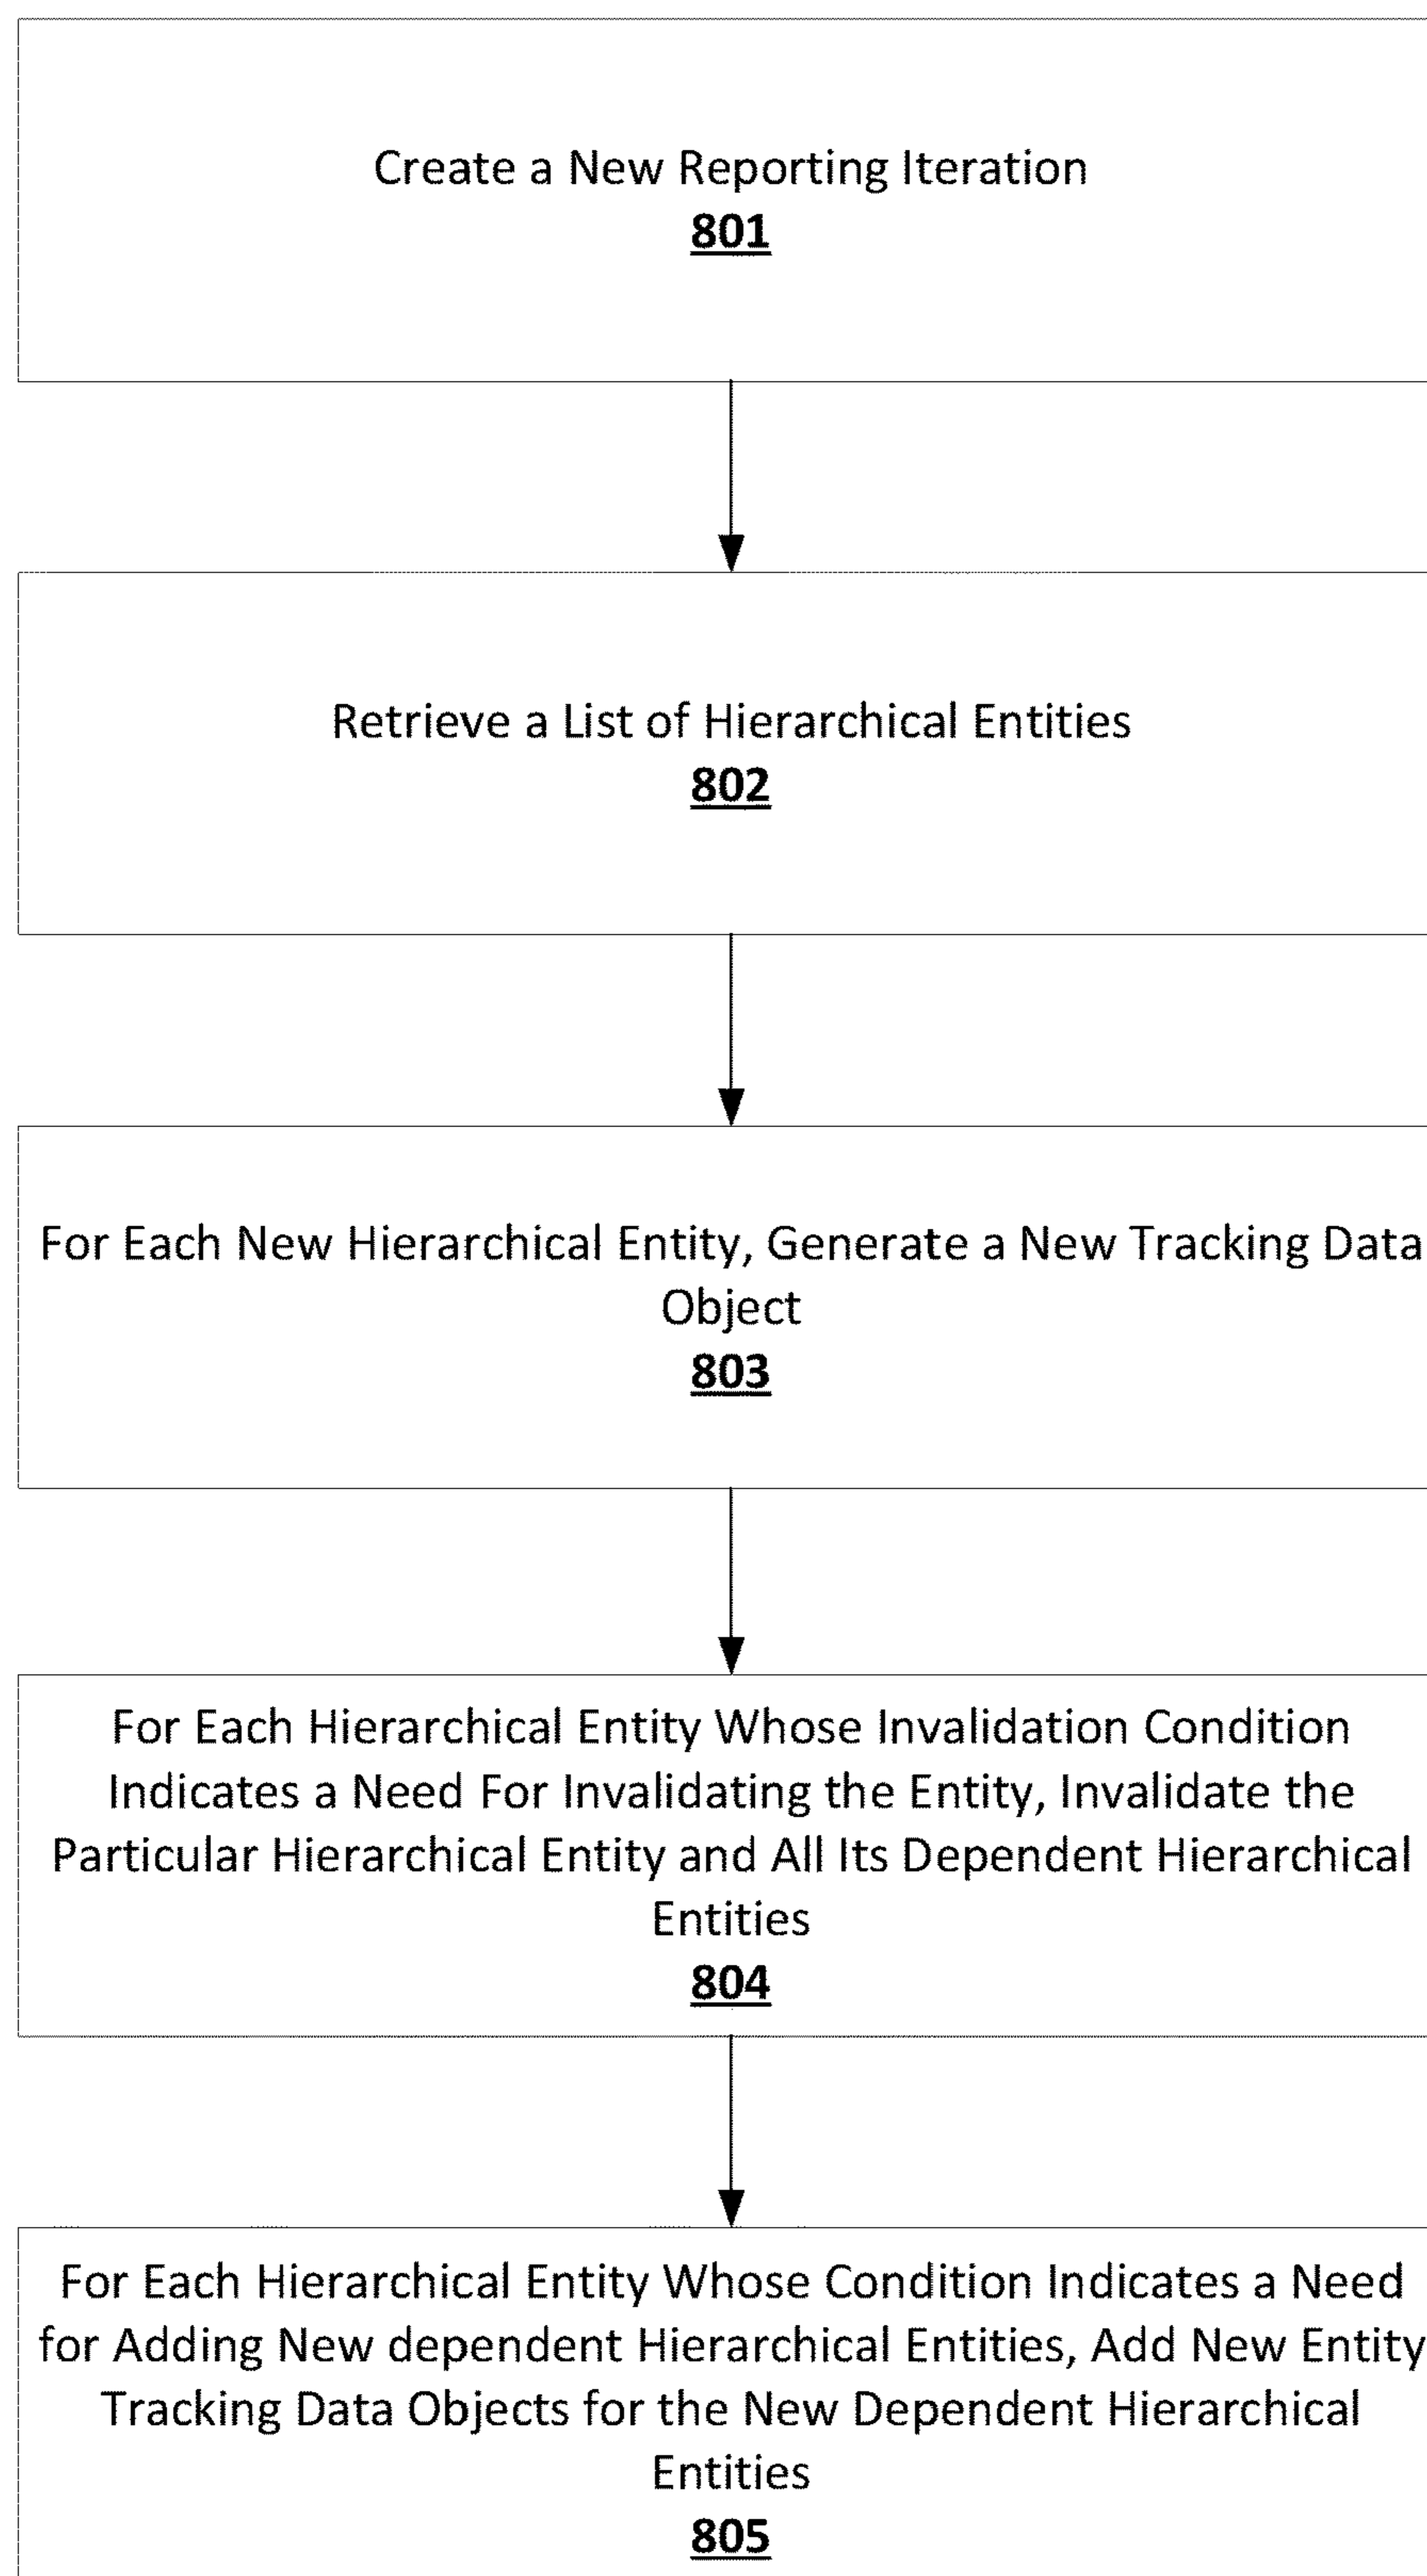 Create a New Reporting Iteration
801
Retrieve a List of Hierarchical Entities
802
For Each New Hierarchical Entity, Generate a New Tracking Data
Object
803
For Each Hierarchical Entity Whose Invalidation Condition
Indicates a Need For Invalidating the Entity, Invalidate the
Particular Hierarchical Entity and All Its Dependent Hierarchical
Entities
804
For Each Hierarchical Entity Whose Condition Indicates a Need
for Adding New dependent Hierarchical Entities, Add New Entity
Tracking Data Objects for the New Dependent Hierarchical
Entities
805